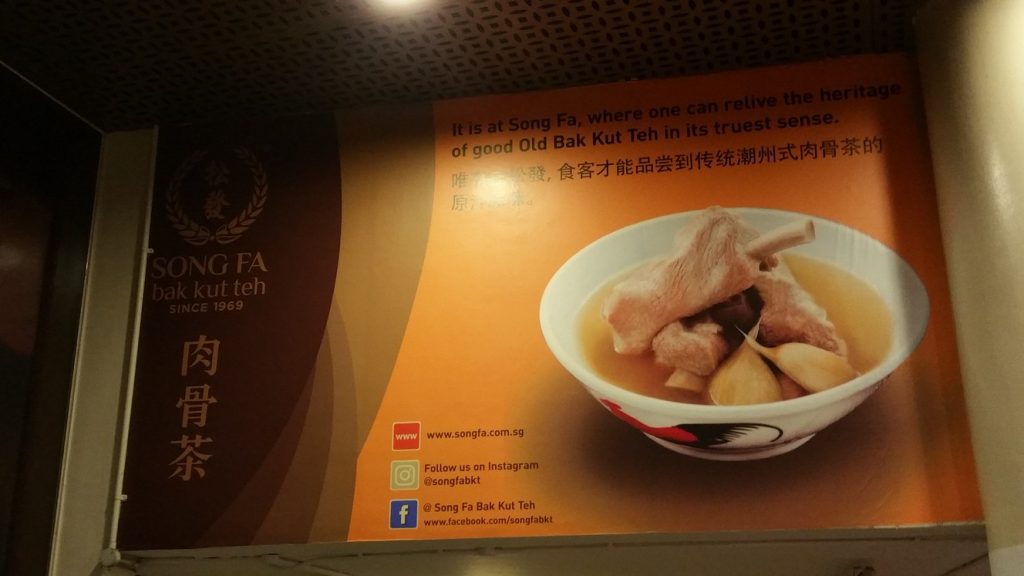 松
發
SONG FA
bak kut teh
SINCE 1969
肉
骨
茶
It is at Song Fa, where one can relive the heritage
of good Old Bak Kut Teh in its truest sense.
唯 松發, 食客才能品尝到传统潮州式肉骨茶的
原汁 味。
www www.songfa.com.sg
Follow us on Instagram
@songfabkt
f @ Song Fa Bak Kut Teh
www.facebook.com/songfabkt